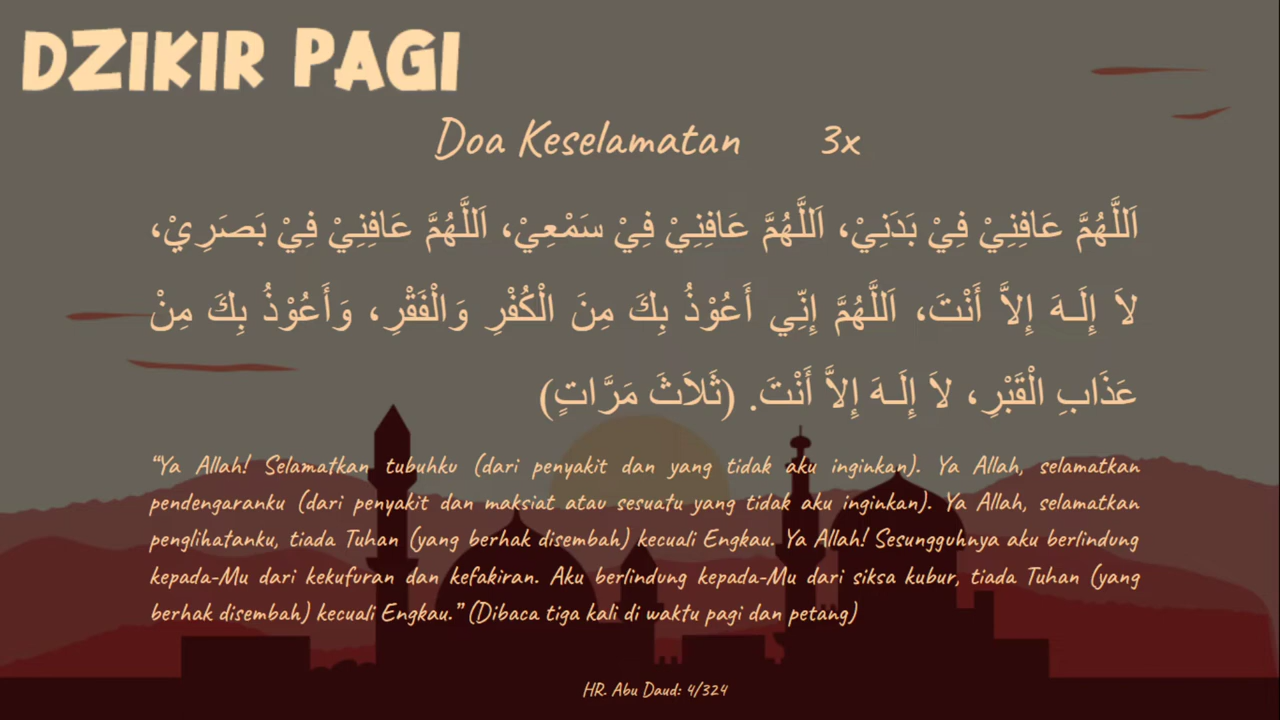 DZIKIR PAGI
Doa Keselamatan 3x
اَللَّهُمَّ عَافِنِيْ فِيْ بَدَنِيْ، اَللَّهُمَّ عَافِنِيْ فِيْ سَمْعِيْ، اَللَّهُمَّ عَافِنِيْ فِيْ بَصَرِيْ،
لاَ إِلَـهَ إِلاَّ أَنْتَ، اَللَّهُمَّ إِنِّي أَعُوْذُ بِكَ مِنَ الْكُفْرِ وَالْفَقْرِ، وَأَعُوْذُ بِكَ مِنْ
عَذَابِ الْقَبْرِ، لاَ إِلَـهَ إِلاَّ أَنْتَ. (ثَلاَثَ مَرَّاتٍ)
“Ya Allah! Selamatkan tubuhku (dari penyakit dan yang tidak aku inginkan). Ya Allah, selamatkan
pendengaranku (dari penyakit dan maksiat atau sesuatu yang tidak aku inginkan). Ya Allah, selamatkan
penglihatanku, tiada Tuhan (yang berhak disembah) kecuali Engkau. Ya Allah! Sesungguhnya aku berlindung
kepada-Mu dari kekufuran dan kefakiran. Aku berlindung kepada-Mu dari siksa kubur, tiada Tuhan (yang
berhak disembah) kecuali Engkau.” (Dibaca tiga kali di waktu pagi dan petang)
HR. Abu Daud: 4/324